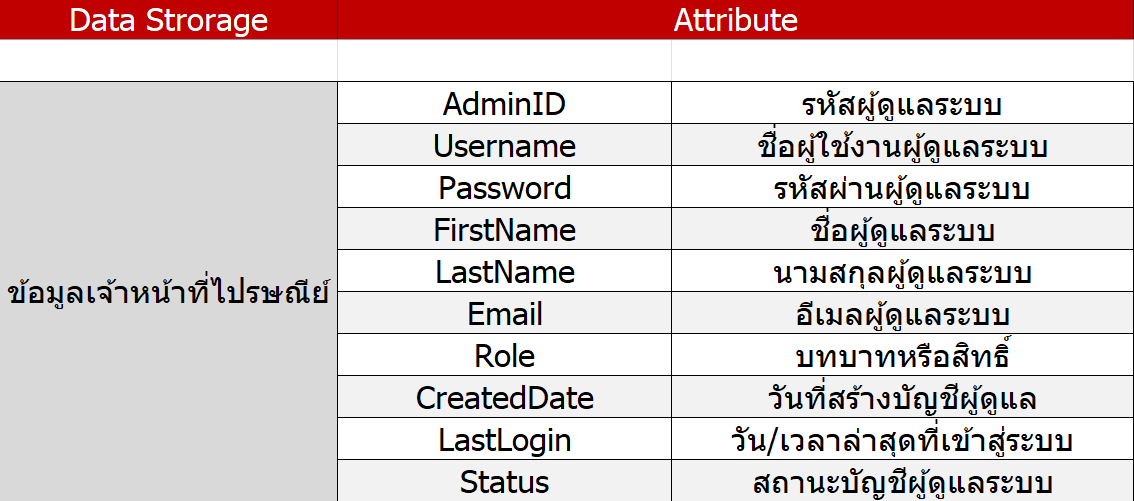 Data Strorage Attribute
AdminID รหัสผู้ดูแลระบบ
Username ชื่อผู้ใช้งานผู้ดูแลระบบ
Password รหัสผ่านผู้ดูแลระบบ
FirstName ชื่อผู้ดูแลระบบ
LastName นามสกุลผู้ดูแลระบบ
ข้อมูลเจ้าหน้าที่ไปรษณีย์
Email อีเมลผู้ดูแลระบบ
Role บทบาทหรือสิทธิ์
CreatedDate วันที่สร้างบัญชีผู้ดูแล
LastLogin วัน/เวลาล่าสุดที่เข้าสู่ระบบ
Status สถานะบัญชีผู้ดูแลระบบ